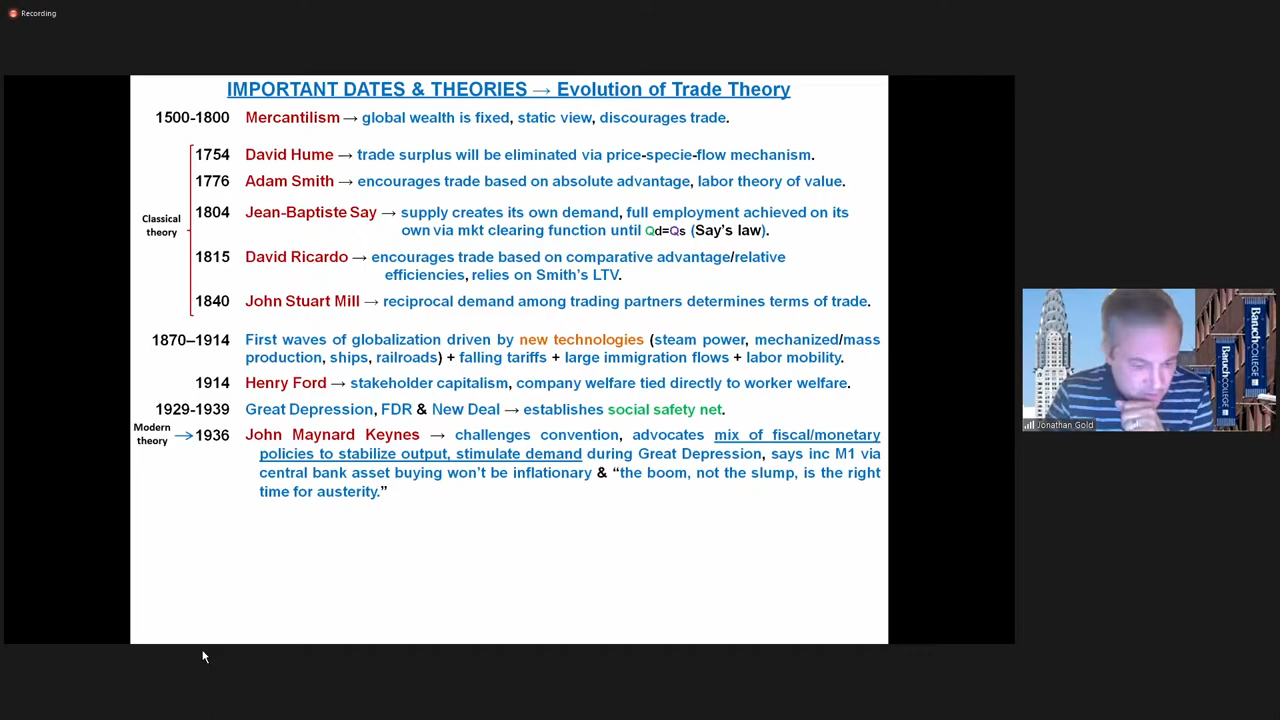 Recording
IMPORTANT DATES & THEORIES → Evolution of Trade Theory
1500-1800 Mercantilism → global wealth is fixed, static view, discourages trade.
1754 David Hume → trade surplus will be eliminated via price-specie-flow mechanism.
1776 Adam Smith → encourages trade based on absolute advantage, labor theory of value.
Classical
theory
1804 Jean-Baptiste Say → supply creates its own demand, full employment achieved on its
own via mkt clearing function until Qd=Qs (Say's law).
1815 David Ricardo → encourages trade based on comparative advantage/relative
efficiencies, relies on Smith's LTV.
1840 John Stuart Mill → reciprocal demand among trading partners determines terms of trade.
1870–1914 First waves of globalization driven by new technologies (steam power, mechanized/mass
production, ships, railroads) + falling tariffs + large immigration flows + labor mobility.
1914 Henry Ford → stakeholder capitalism, company welfare tied directly to worker welfare.
1929-1939 Great Depression, FDR & New Deal → establishes social safety net.
Modern
theory
→ 1936 John Maynard Keynes → challenges convention, advocates mix of fiscal/monetary
policies to stabilize output, stimulate demand during Great Depression, says inc M1 via
central bank asset buying won't be inflationary & "the boom, not the slump, is the right
time for austerity."
Baruch COLLEGE
Baruch COLLEGE
Jonathan Gold